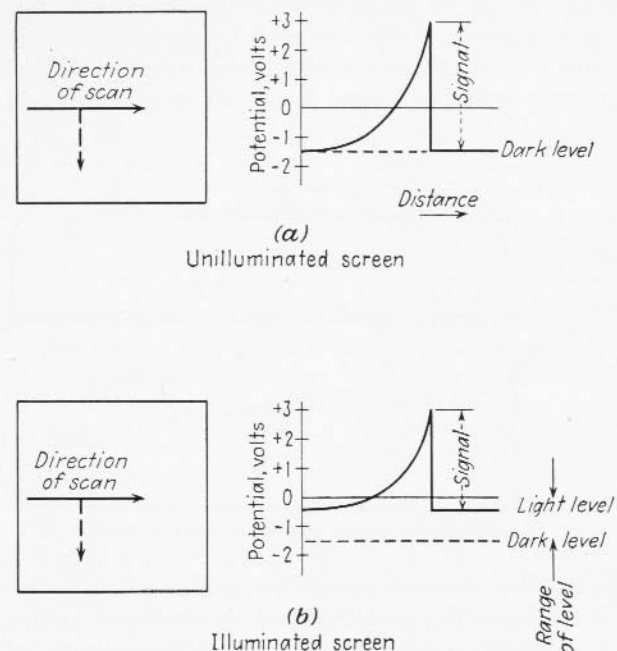 Direction
of scan
Potential, volts
+3
+2
+1
0
-1
-2
Signal
Dark level
Distance
(a)
Unilluminated screen
Direction
of scan
Potential, volts
+3
+2
+1
0
-1
-2
Signal
Light level
Dark level
Range
of level
(b)
Illuminated screen